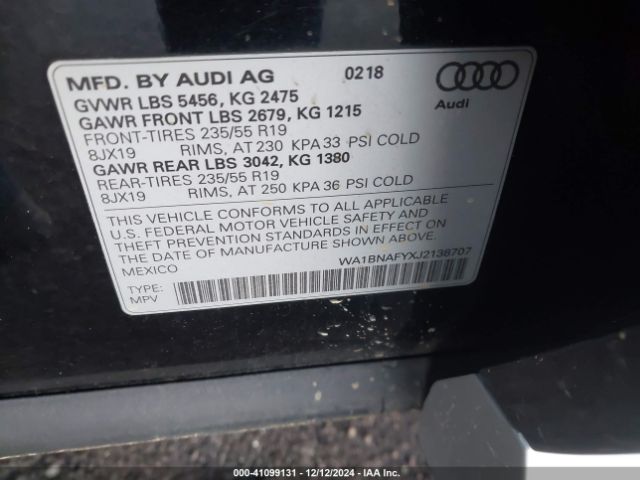 MFD. BY AUDI AG 0218
GVWR LBS 5456, KG 2475
GAWR FRONT LBS 2679, KG 1215
FRONT-TIRES 235/55 R19
8JX19 RIMS, AT 230 KPA 33 PSI COLD
GAWR REAR LBS 3042, KG 1380
REAR-TIRES 235/55 R19
8JX19 RIMS, AT 250 KPA 36 PSI COLD
Audi
THIS VEHICLE CONFORMS TO ALL APPLICABLE
U.S. FEDERAL MOTOR VEHICLE SAFETY AND
THEFT PREVENTION STANDARDS IN EFFECT ON
THE DATE OF MANUFACTURE SHOWN ABOVE.
MEXICO WA1BNAFYXJ2138707
TYPE:
MPV
000-41099131 - 12/12/2024 - IAA Inc.